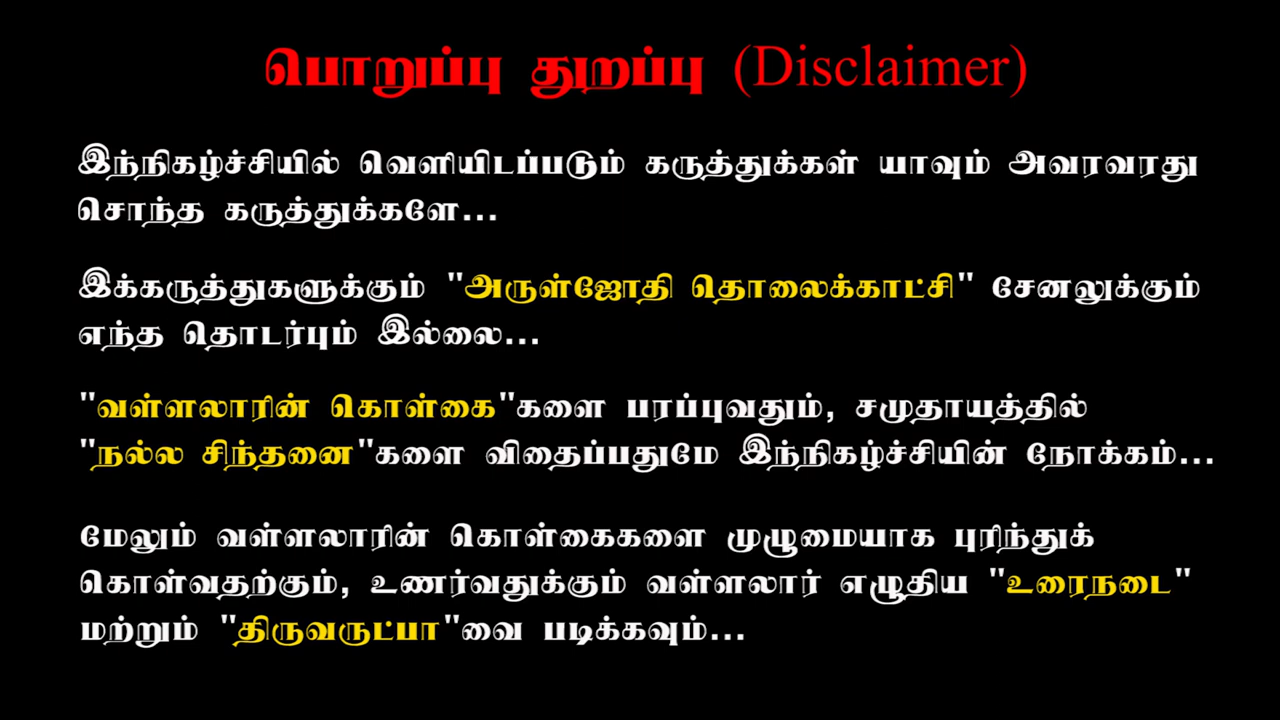 பொறுப்பு துறப்பு (Disclaimer)
இந்நிகழ்ச்சியில் வெளியிடப்படும் கருத்துக்கள் யாவும் அவரவரது
சொந்த கருத்துக்களே...
இக்கருத்துகளுக்கும் "அருள்ஜோதி தொலைக்காட்சி" சேனலுக்கும்
எந்த தொடர்பும் இல்லை...
"வள்ளலாரின் கொள்கை"களை பரப்புவதும், சமுதாயத்தில்
"நல்ல சிந்தனை"களை விதைப்பதுமே இந்நிகழ்ச்சியின் நோக்கம்...
மேலும் வள்ளலாரின் கொள்கைகளை முழுமையாக புரிந்துக்
கொள்வதற்கும், உணர்வதுக்கும் வள்ளலார் எழுதிய "உரைநடை"
மற்றும் "திருவருட்பா"வை படிக்கவும்...